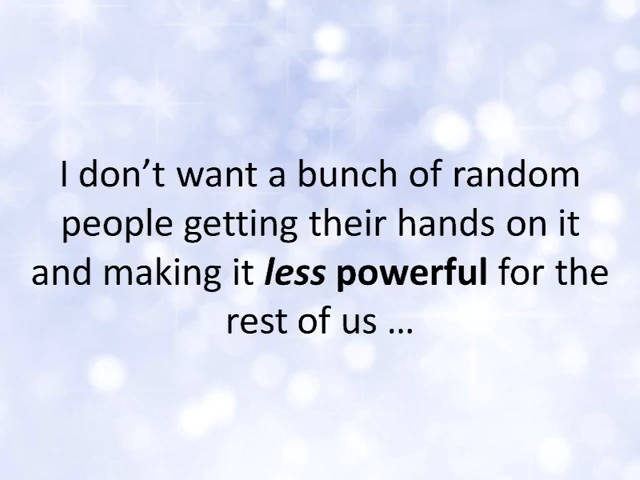 I don’t want a bunch of random
people getting their hands on it
and making it less powerful for the
rest of us …